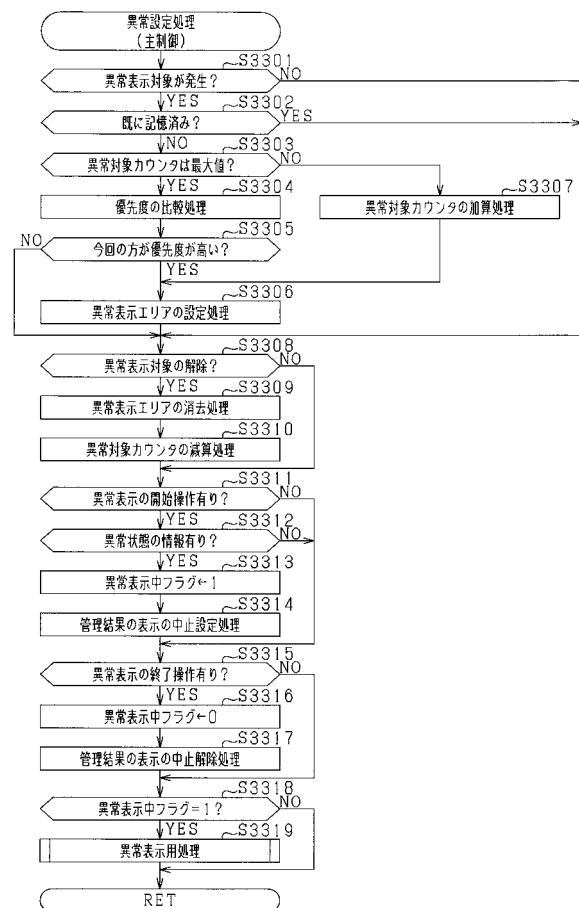 異常設定処理
(主制御)
S3301
異常表示対象が発生?
NO
YES
S3302
既に記憶済み?
YES
NO
S3303
異常対象カウンタは最大値?
NO
YES
S3304
優先度の比較処理
S3307
異常対象カウンタの加算処理
S3305
NO
今回の方が優先度が高い?
YES
S3306
異常表示エリアの設定処理
S3308
異常表示対象の解除?
NO
YES
S3309
異常表示エリアの消去処理
S3310
異常対象カウンタの減算処理
S3311
異常表示の開始操作有り?
NO
YES
S3312
異常状態の情報有り?
NO
YES
S3313
異常表示中フラグ←1
S3314
管理結果の表示の中止設定処理
S3315
異常表示の終了操作有り?
NO
YES
S3316
異常表示中フラグ←0
S3317
管理結果の表示の中止解除処理
S3318
異常表示中フラグ=1?
NO
YES
S3319
異常表示用処理
RET